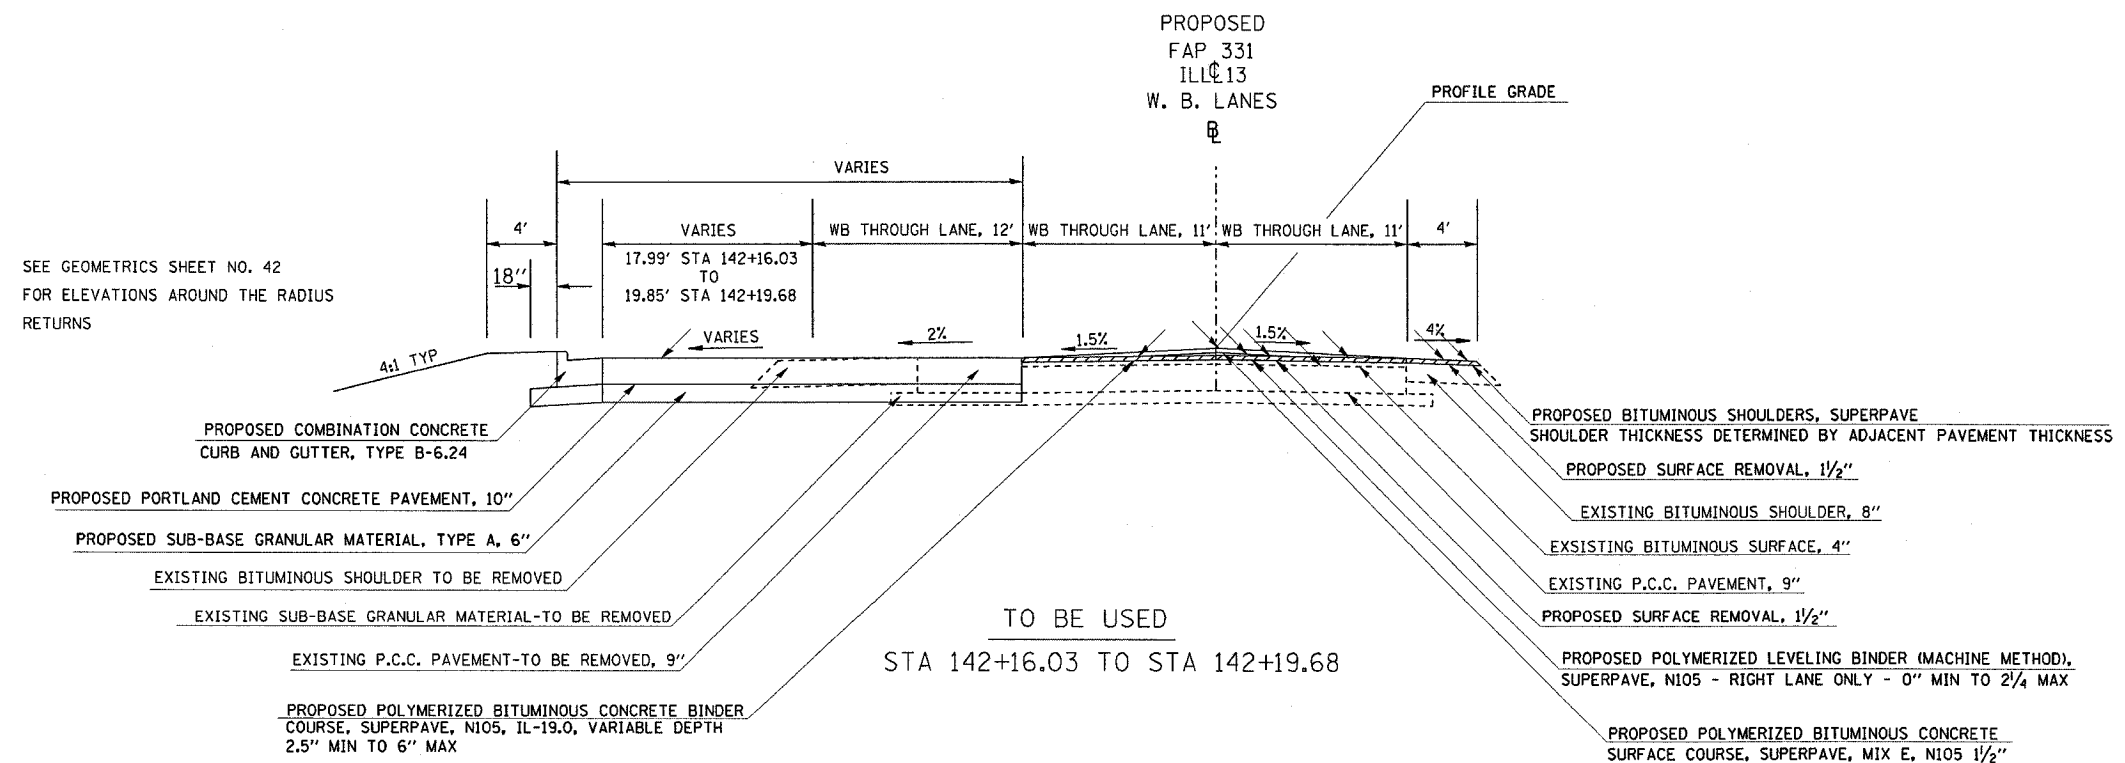 PROPOSED
FAP 331
ILL 13
W. B. LANES
PROFILE GRADE
VARIES
4'
VARIES
WB THROUGH LANE, 12'
WB THROUGH LANE, 11'
WB THROUGH LANE, 11'
4'
17.99' STA 142+16.03
TO
19.85' STA 142+19.68
18"
SEE GEOMETRICS SHEET NO. 42
FOR ELEVATIONS AROUND THE RADIUS
RETURNS
4:1 TYP
VARIES
2%
1.5%
1.5%
4%
PROPOSED COMBINATION CONCRETE
CURB AND GUTTER, TYPE B-6.24
PROPOSED PORTLAND CEMENT CONCRETE PAVEMENT, 10"
PROPOSED SUB-BASE GRANULAR MATERIAL, TYPE A, 6"
EXISTING BITUMINOUS SHOULDER TO BE REMOVED
EXISTING SUB-BASE GRANULAR MATERIAL-TO BE REMOVED
EXISTING P.C.C. PAVEMENT-TO BE REMOVED, 9"
PROPOSED POLYMERIZED BITUMINOUS CONCRETE BINDER
COURSE, SUPERPAVE, N105, IL-19.0, VARIABLE DEPTH
2.5" MIN TO 6" MAX
TO BE USED
STA 142+16.03 TO STA 142+19.68
PROPOSED BITUMINOUS SHOULDERS, SUPERPAVE
SHOULDER THICKNESS DETERMINED BY ADJACENT PAVEMENT THICKNESS
PROPOSED SURFACE REMOVAL, 1½"
EXISTING BITUMINOUS SHOULDER, 8"
EXSISTING BITUMINOUS SURFACE, 4"
EXISTING P.C.C. PAVEMENT, 9"
PROPOSED SURFACE REMOVAL, 1½"
PROPOSED POLYMERIZED LEVELING BINDER (MACHINE METHOD),
SUPERPAVE, N105 - RIGHT LANE ONLY - 0" MIN TO 2¼ MAX
PROPOSED POLYMERIZED BITUMINOUS CONCRETE
SURFACE COURSE, SUPERPAVE, MIX E, N105 1½"